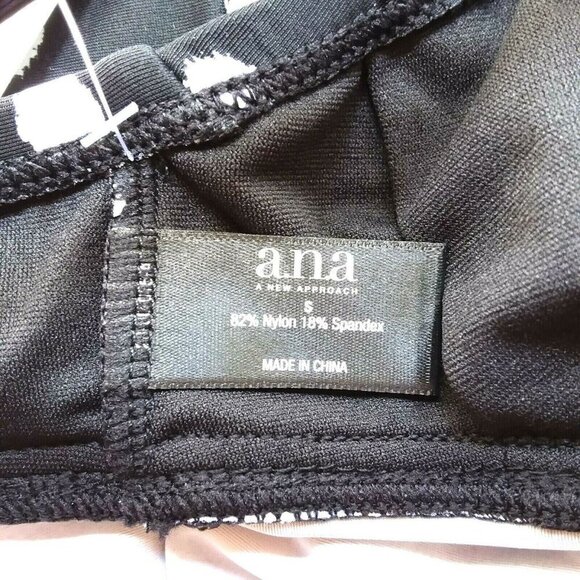 a.n.a
A NEW APPROACH
S
82% Nylon 18% Spandex
MADE IN CHINA